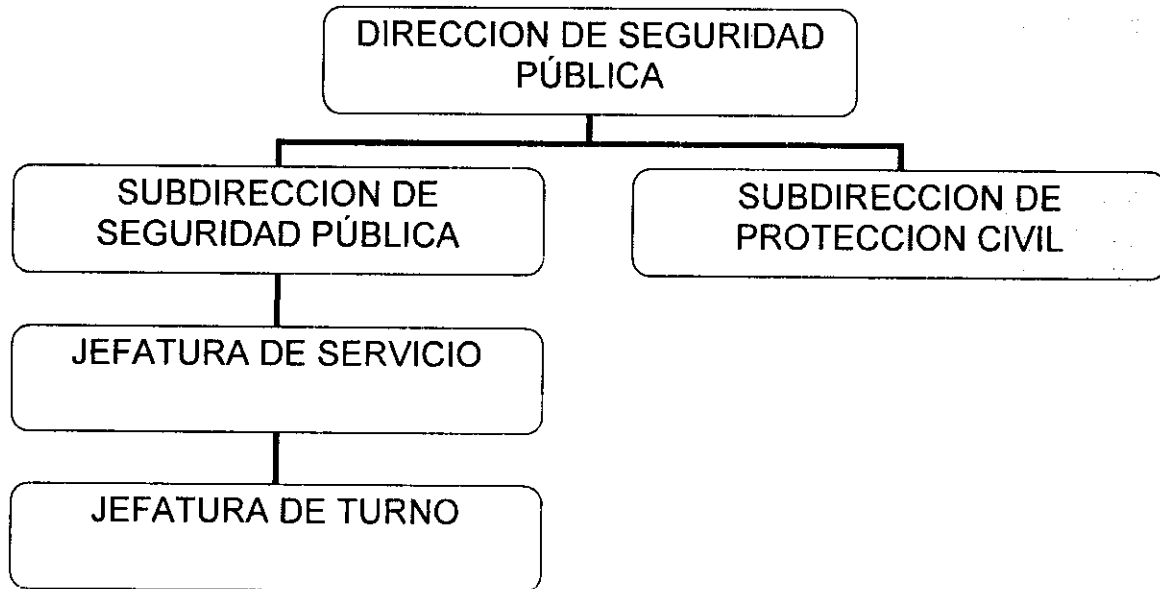 DIRECCION DE SEGURIDAD
PÚBLICA
SUBDIRECCION DE
SEGURIDAD PÚBLICA
SUBDIRECCION DE
PROTECCION CIVIL
JEFATURA DE SERVICIO
JEFATURA DE TURNO